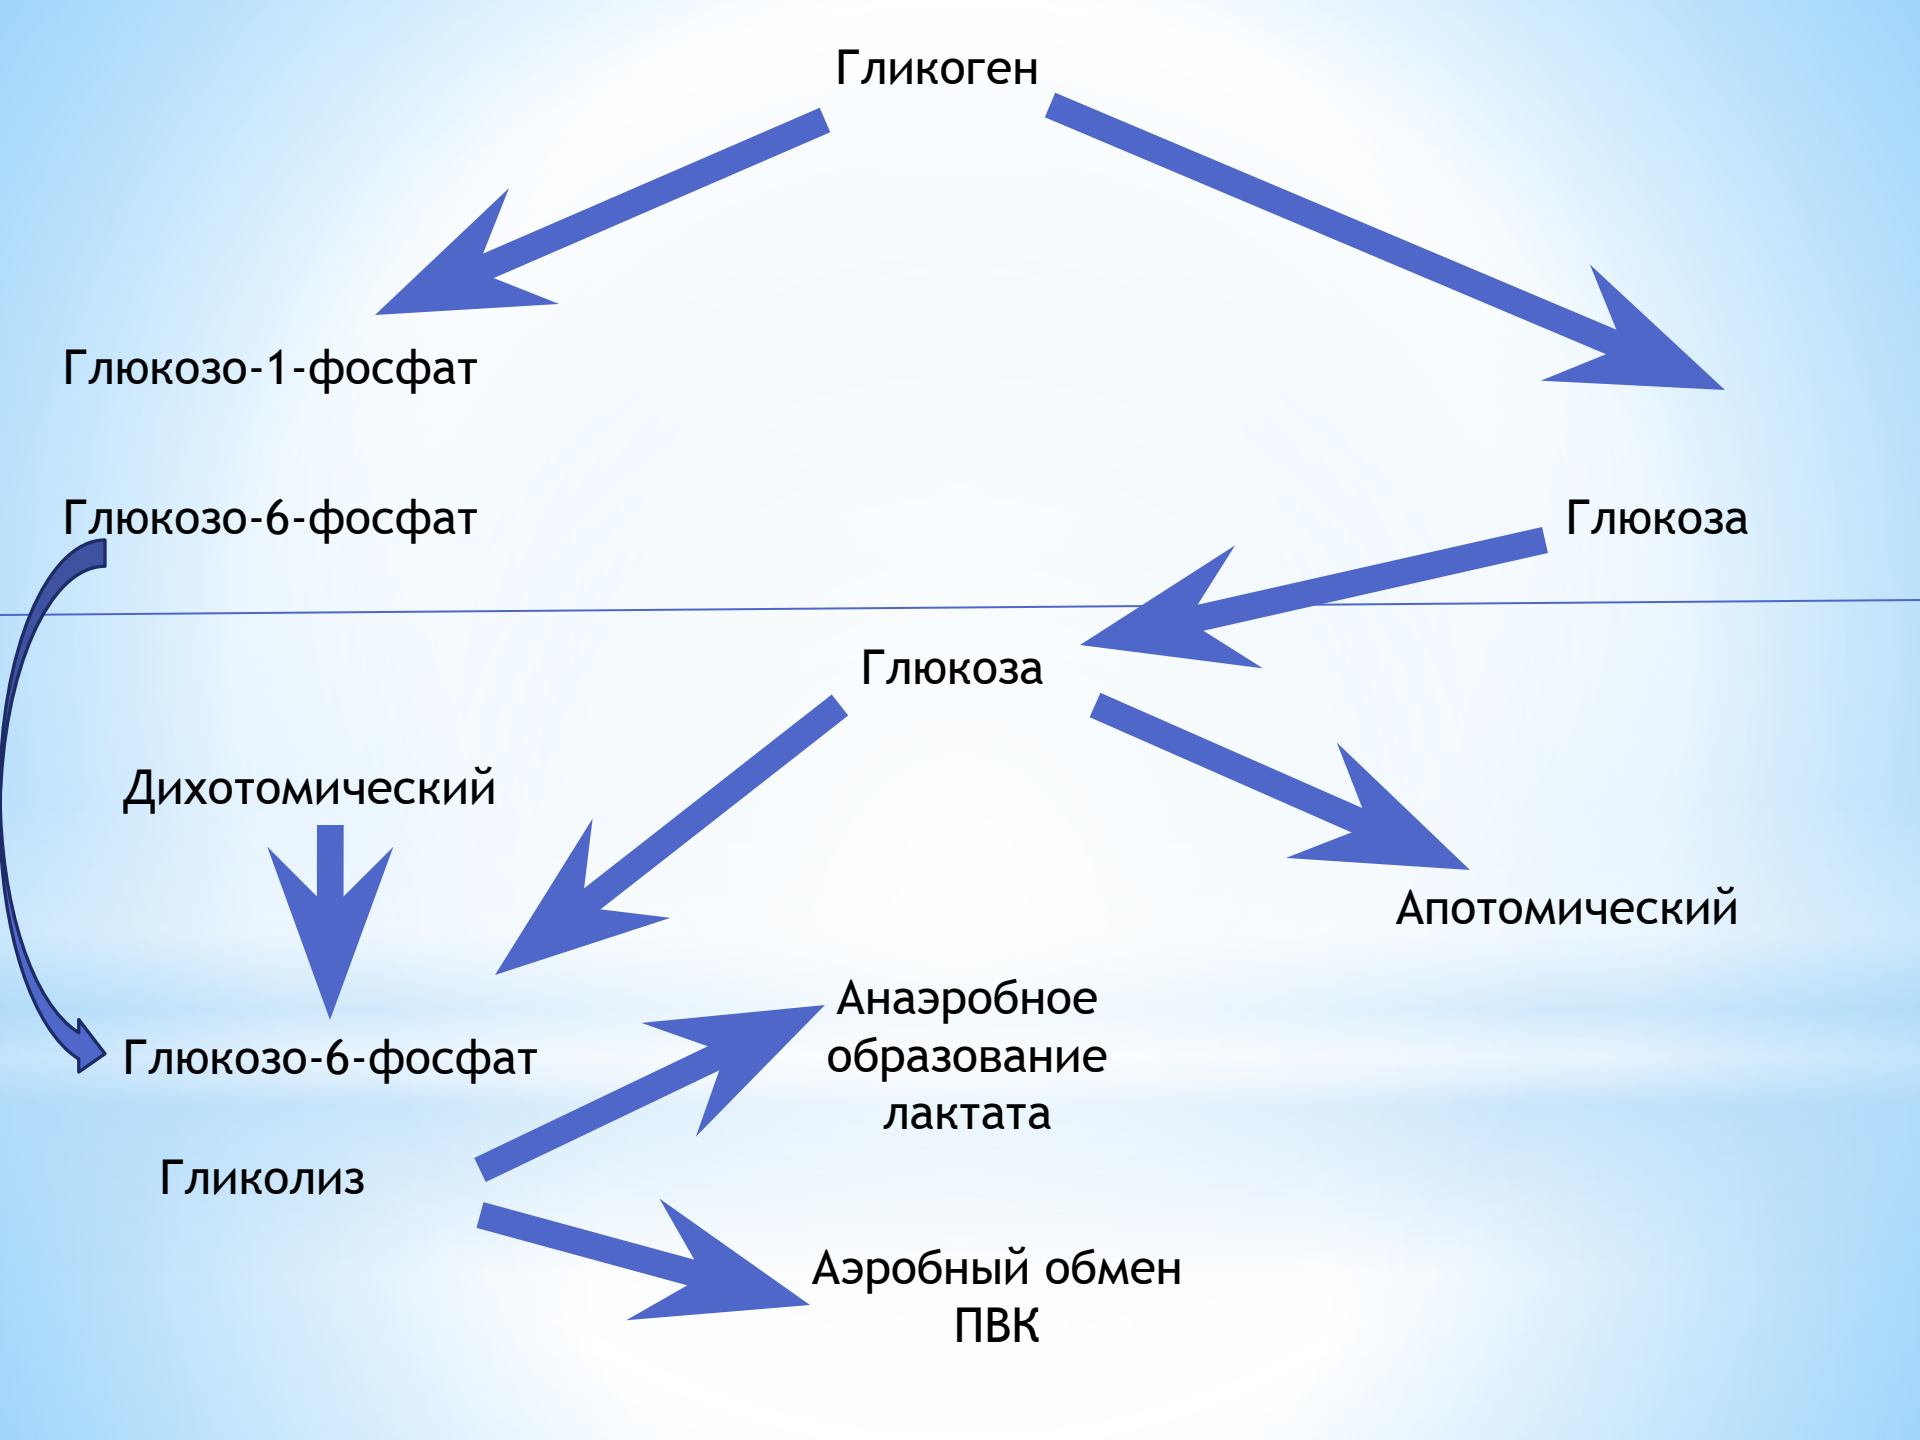 Гликоген
Глюкозо-1-фосфат
Глюкозо-6-фосфат
Глюкоза
Глюкоза
Дихотомический
Апотомический
Глюкозо-6-фосфат
Анаэробное
образование
лактата
Гликолиз
Аэробный обмен
ПВК